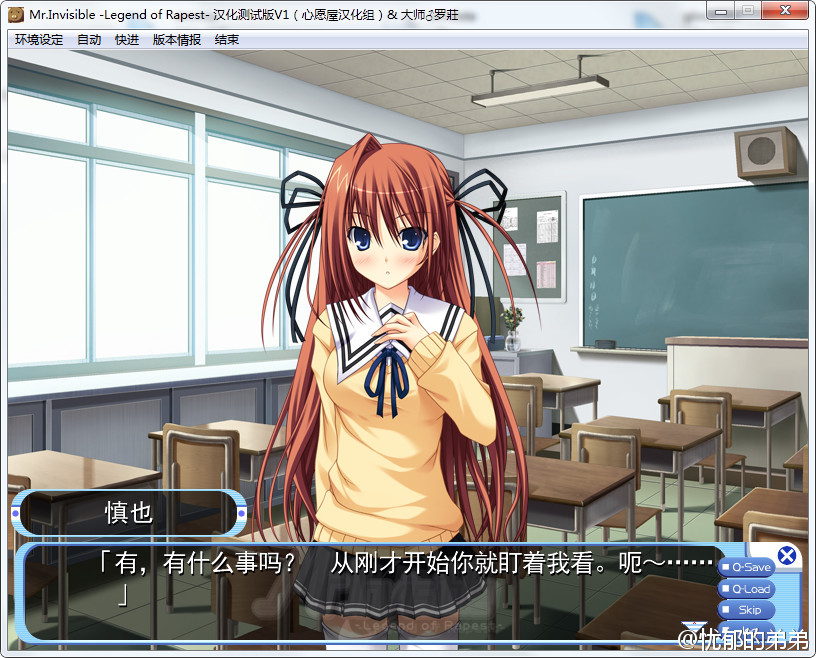 Mr.Invisible -Legend of Rapest- 汉化测试版V1（心愿屋汉化组）& 大师♂罗莊
环境设定 自动 快进 版本情报 结束
慎也
「有，有什么事吗？ 从刚才开始你就盯着我看。呃～……
」
Q-Save
Q-Load
Skip
-Legend of Rapest-
@忧郁的弟弟